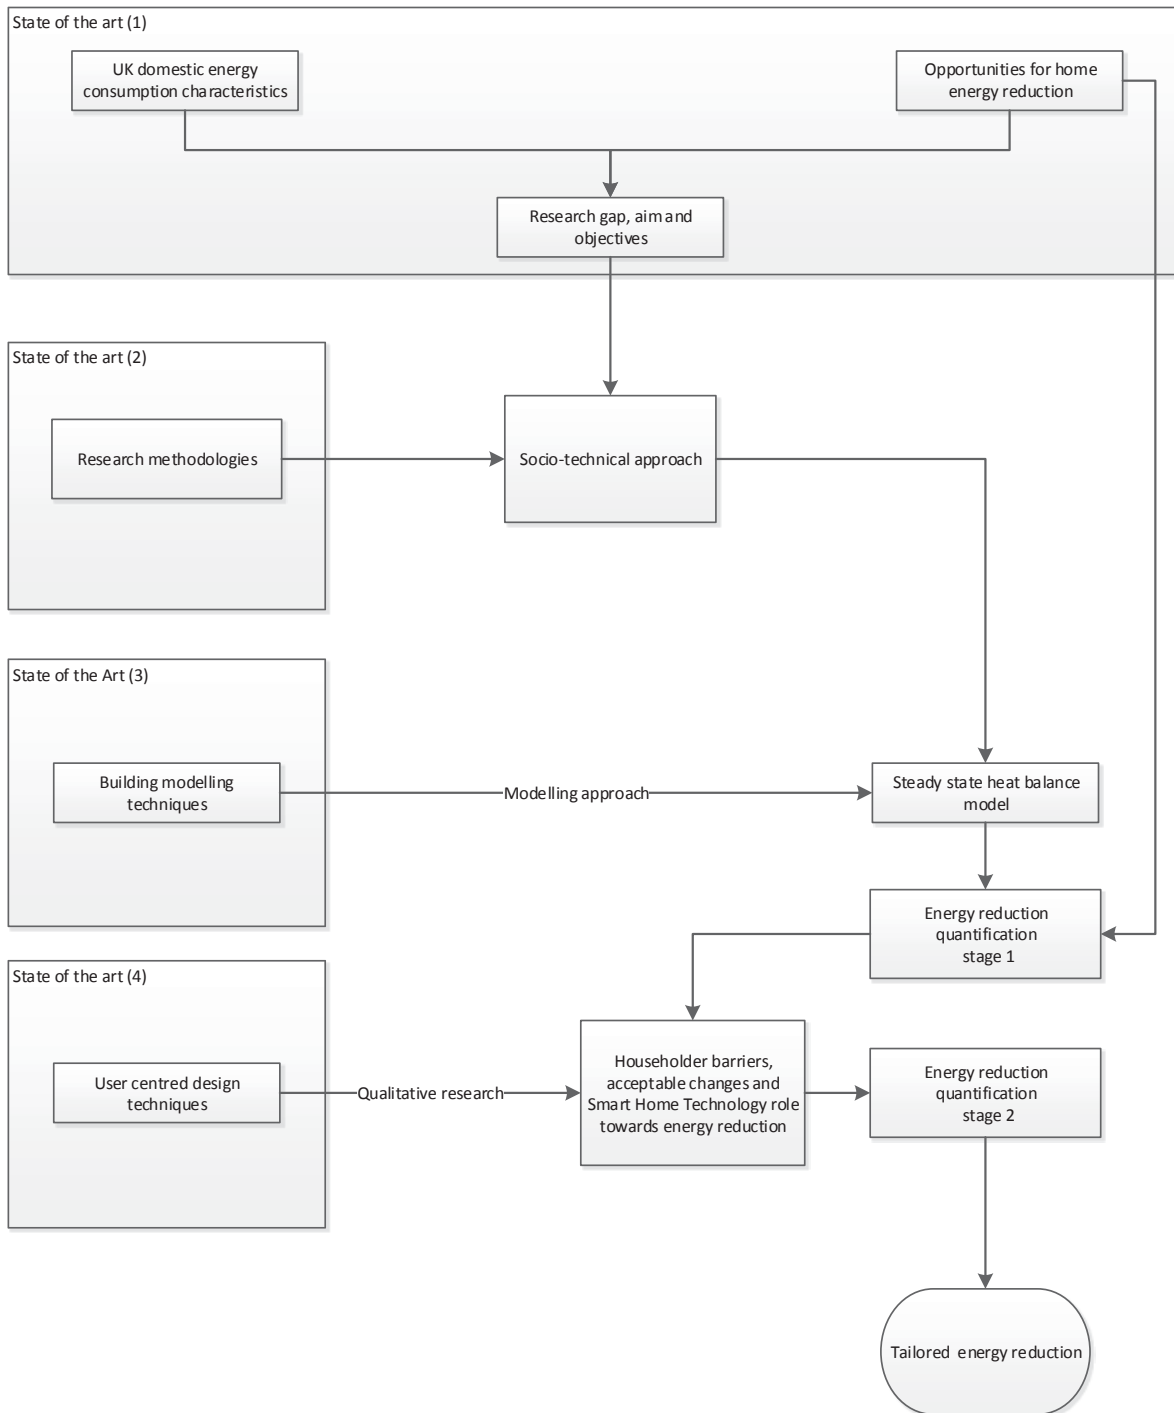 State of the art (1)
UK domestic energy
consumption characteristics
Opportunities for home
energy reduction
Research gap, aim and
objectives
State of the art (2)
Research methodologies
Socio-technical approach
State of the Art (3)
Building modelling
techniques
Modelling approach
Steady state heat balance
model
Energy reduction
quantification
stage 1
State of the art (4)
User centred design
techniques
Qualitative research
Householder barriers,
acceptable changes and
Smart Home Technology role
towards energy reduction
Energy reduction
quantification
stage 2
Tailored energy reduction